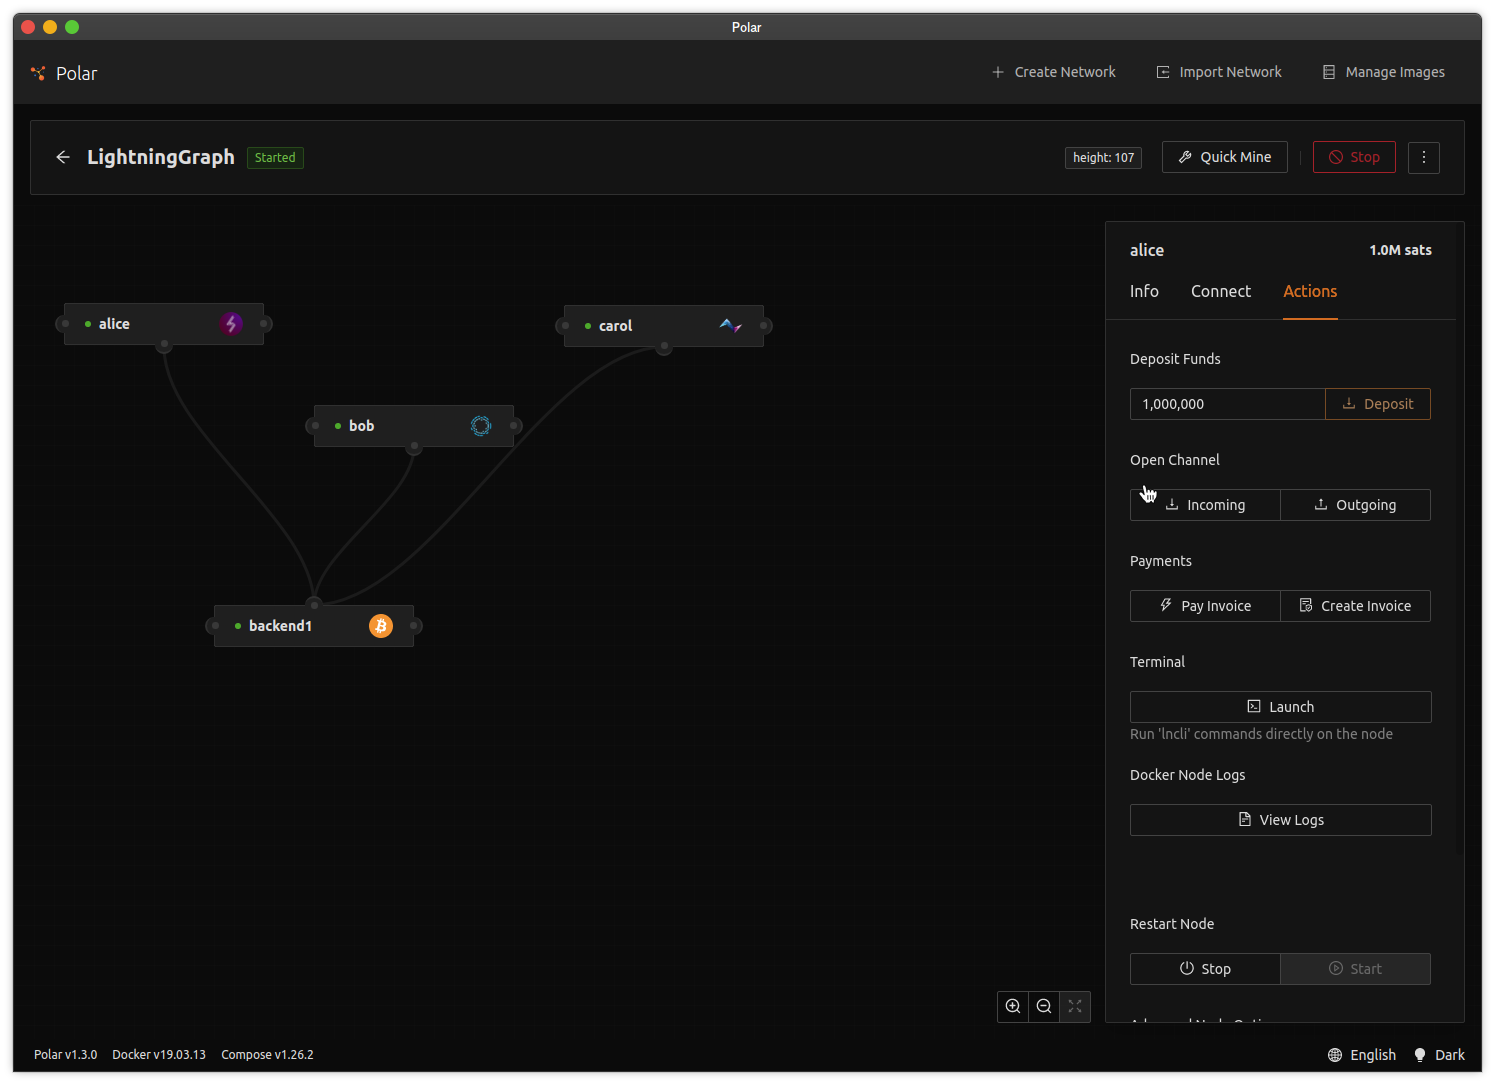 Polar
Polar
Create Network
Import Network
Manage Images
LightningGraph
Started
height: 107
Quick Mine
Stop
alice
1.0M sats
Info
Connect
Actions
alice
carol
bob
backend1
Deposit Funds
1,000,000
Deposit
Open Channel
Incoming
Outgoing
Payments
Pay Invoice
Create Invoice
Terminal
Launch
Run 'lncli' commands directly on the node
Docker Node Logs
View Logs
Restart Node
Stop
Start
Polar v1.3.0
Docker v19.03.13
Compose v1.26.2
English
Dark